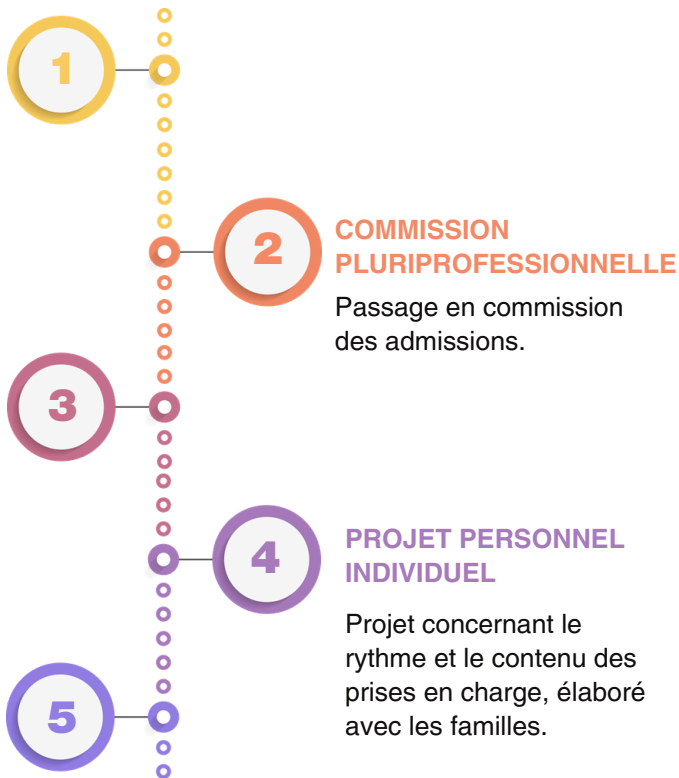 1
2
COMMISSION
PLURIPROFESSIONNELLE
Passage en commission
des admissions.
3
4
PROJET PERSONNEL
INDIVIDUEL
Projet concernant le
rythme et le contenu des
prises en charge, élaboré
avec les familles.
5